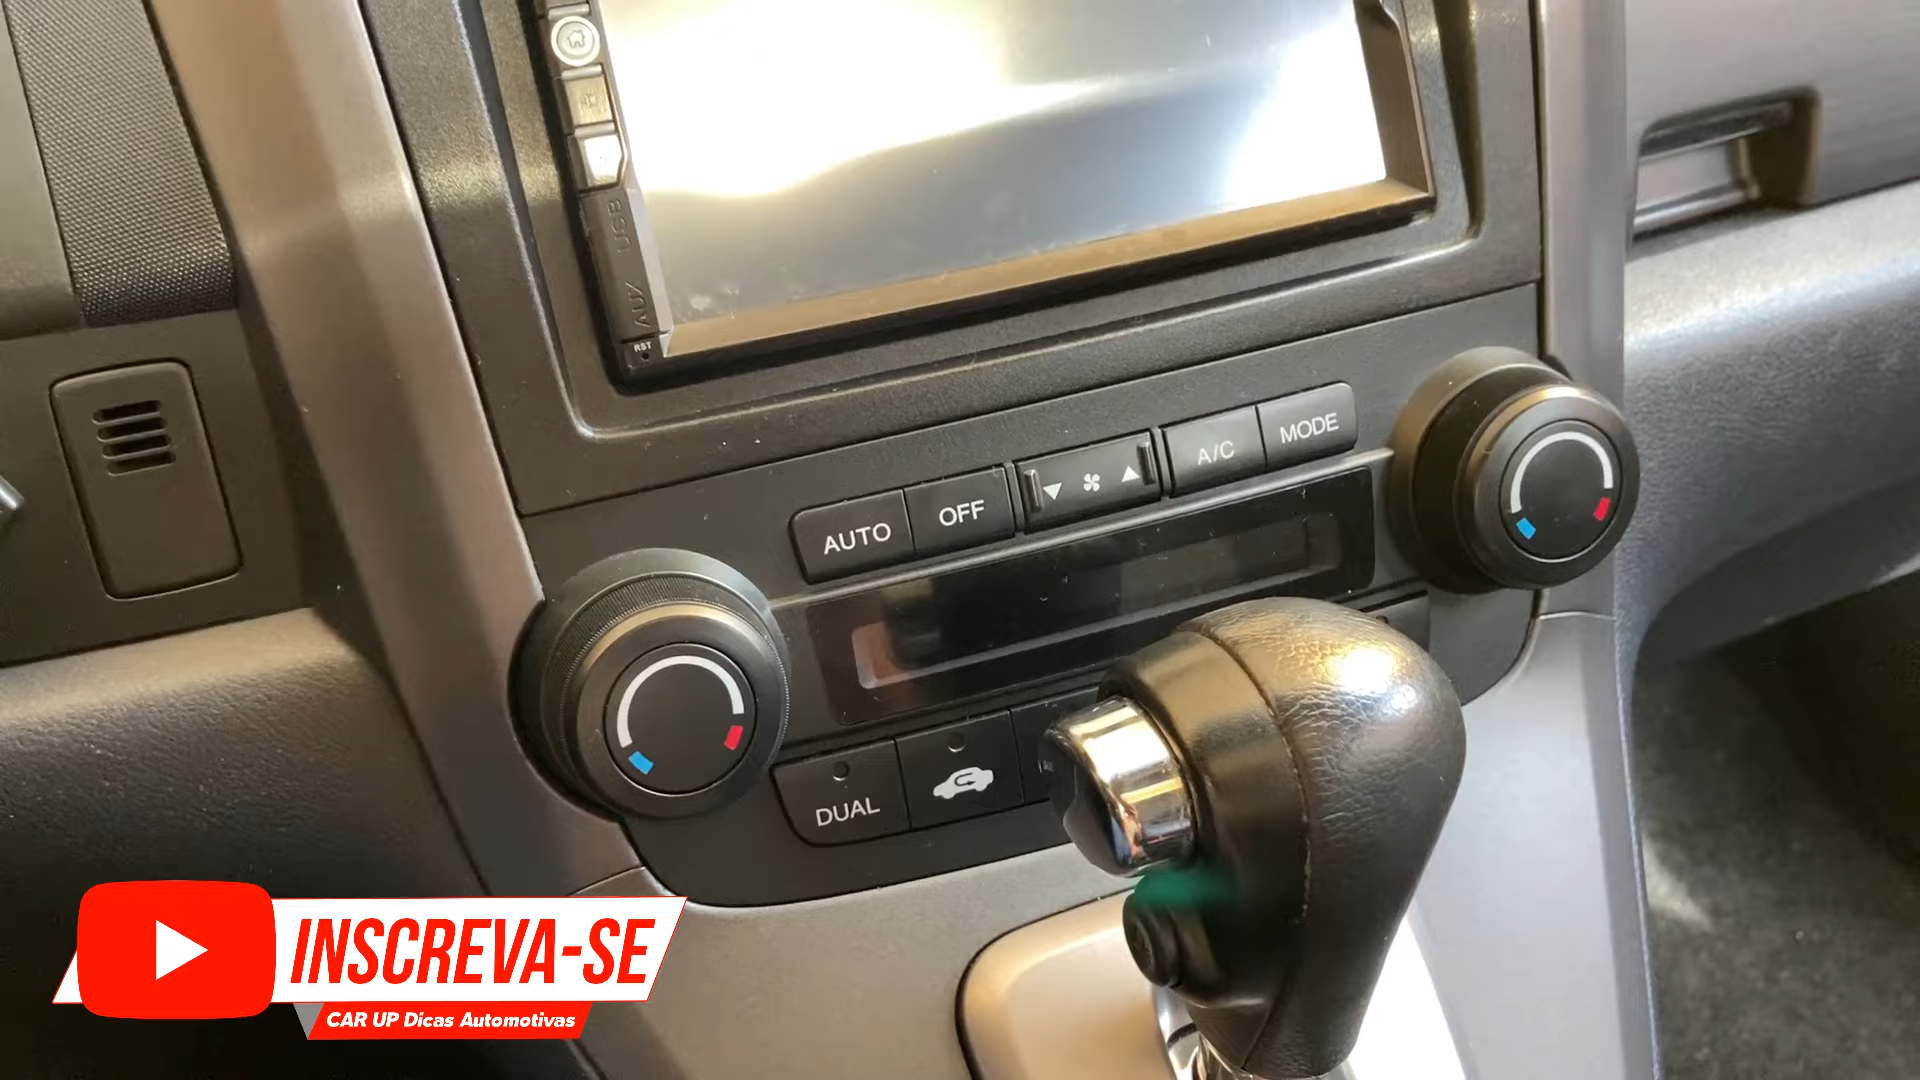 USB
AUX
RST
AUTO
OFF
A/C
MODE
DUAL
INSCREVA-SE
CAR UP Dicas Automotivas